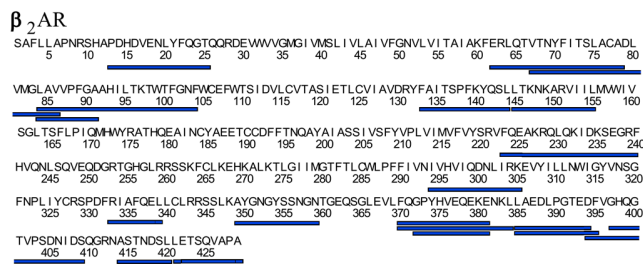 β₂AR
SAFLLAPNRSHAPDHDVENLYFQGTQQRDEVWVVGMGIVMSLIVLAIVFGNVLVITAIAKFERLQTVTNYFITSLACADL
5 10 15 20 25 30 35 40 45 50 55 60 65 70 75 80
VMGLAVVPFGAAHILTKTWTFGNFWCEFWTSIDVLCVTASIETLCVIAVDRYFAITSPFKYQSLLTKNKARVIILMWIV
85 90 95 100 105 110 115 120 125 130 135 140 145 150 155 160
SGLTSFLPIQMHWYRATHQEAINCYAEETCCDFFTNQAYAIASSIVSFYVPLVIMVFVYSRVFQEAKRQLQKIDKSEGRF
165 170 175 180 185 190 195 200 205 210 215 220 225 230 235 240
HVQNLSQVEQDGRTGHGLRRSSKFCLKEHKALKTLGIIMGTFTLCWLPFFIVNIVHVIQDNLIRKEVYILLNWIGYVNSG
245 250 255 260 265 270 275 280 285 290 295 300 305 310 315 320
FNPLIYCRSPDFRIAFQELLCLRRSSLKAYGNGYSSNGNTGEQSGLEVLFQGPYHVEQEKENKLLAEDLPGTEDFVGHQG
325 330 335 340 345 350 355 360 365 370 375 380 385 390 395 400
TVPSDNIDSQGRNASTNDSLLETSQVAPA
405 410 415 420 425